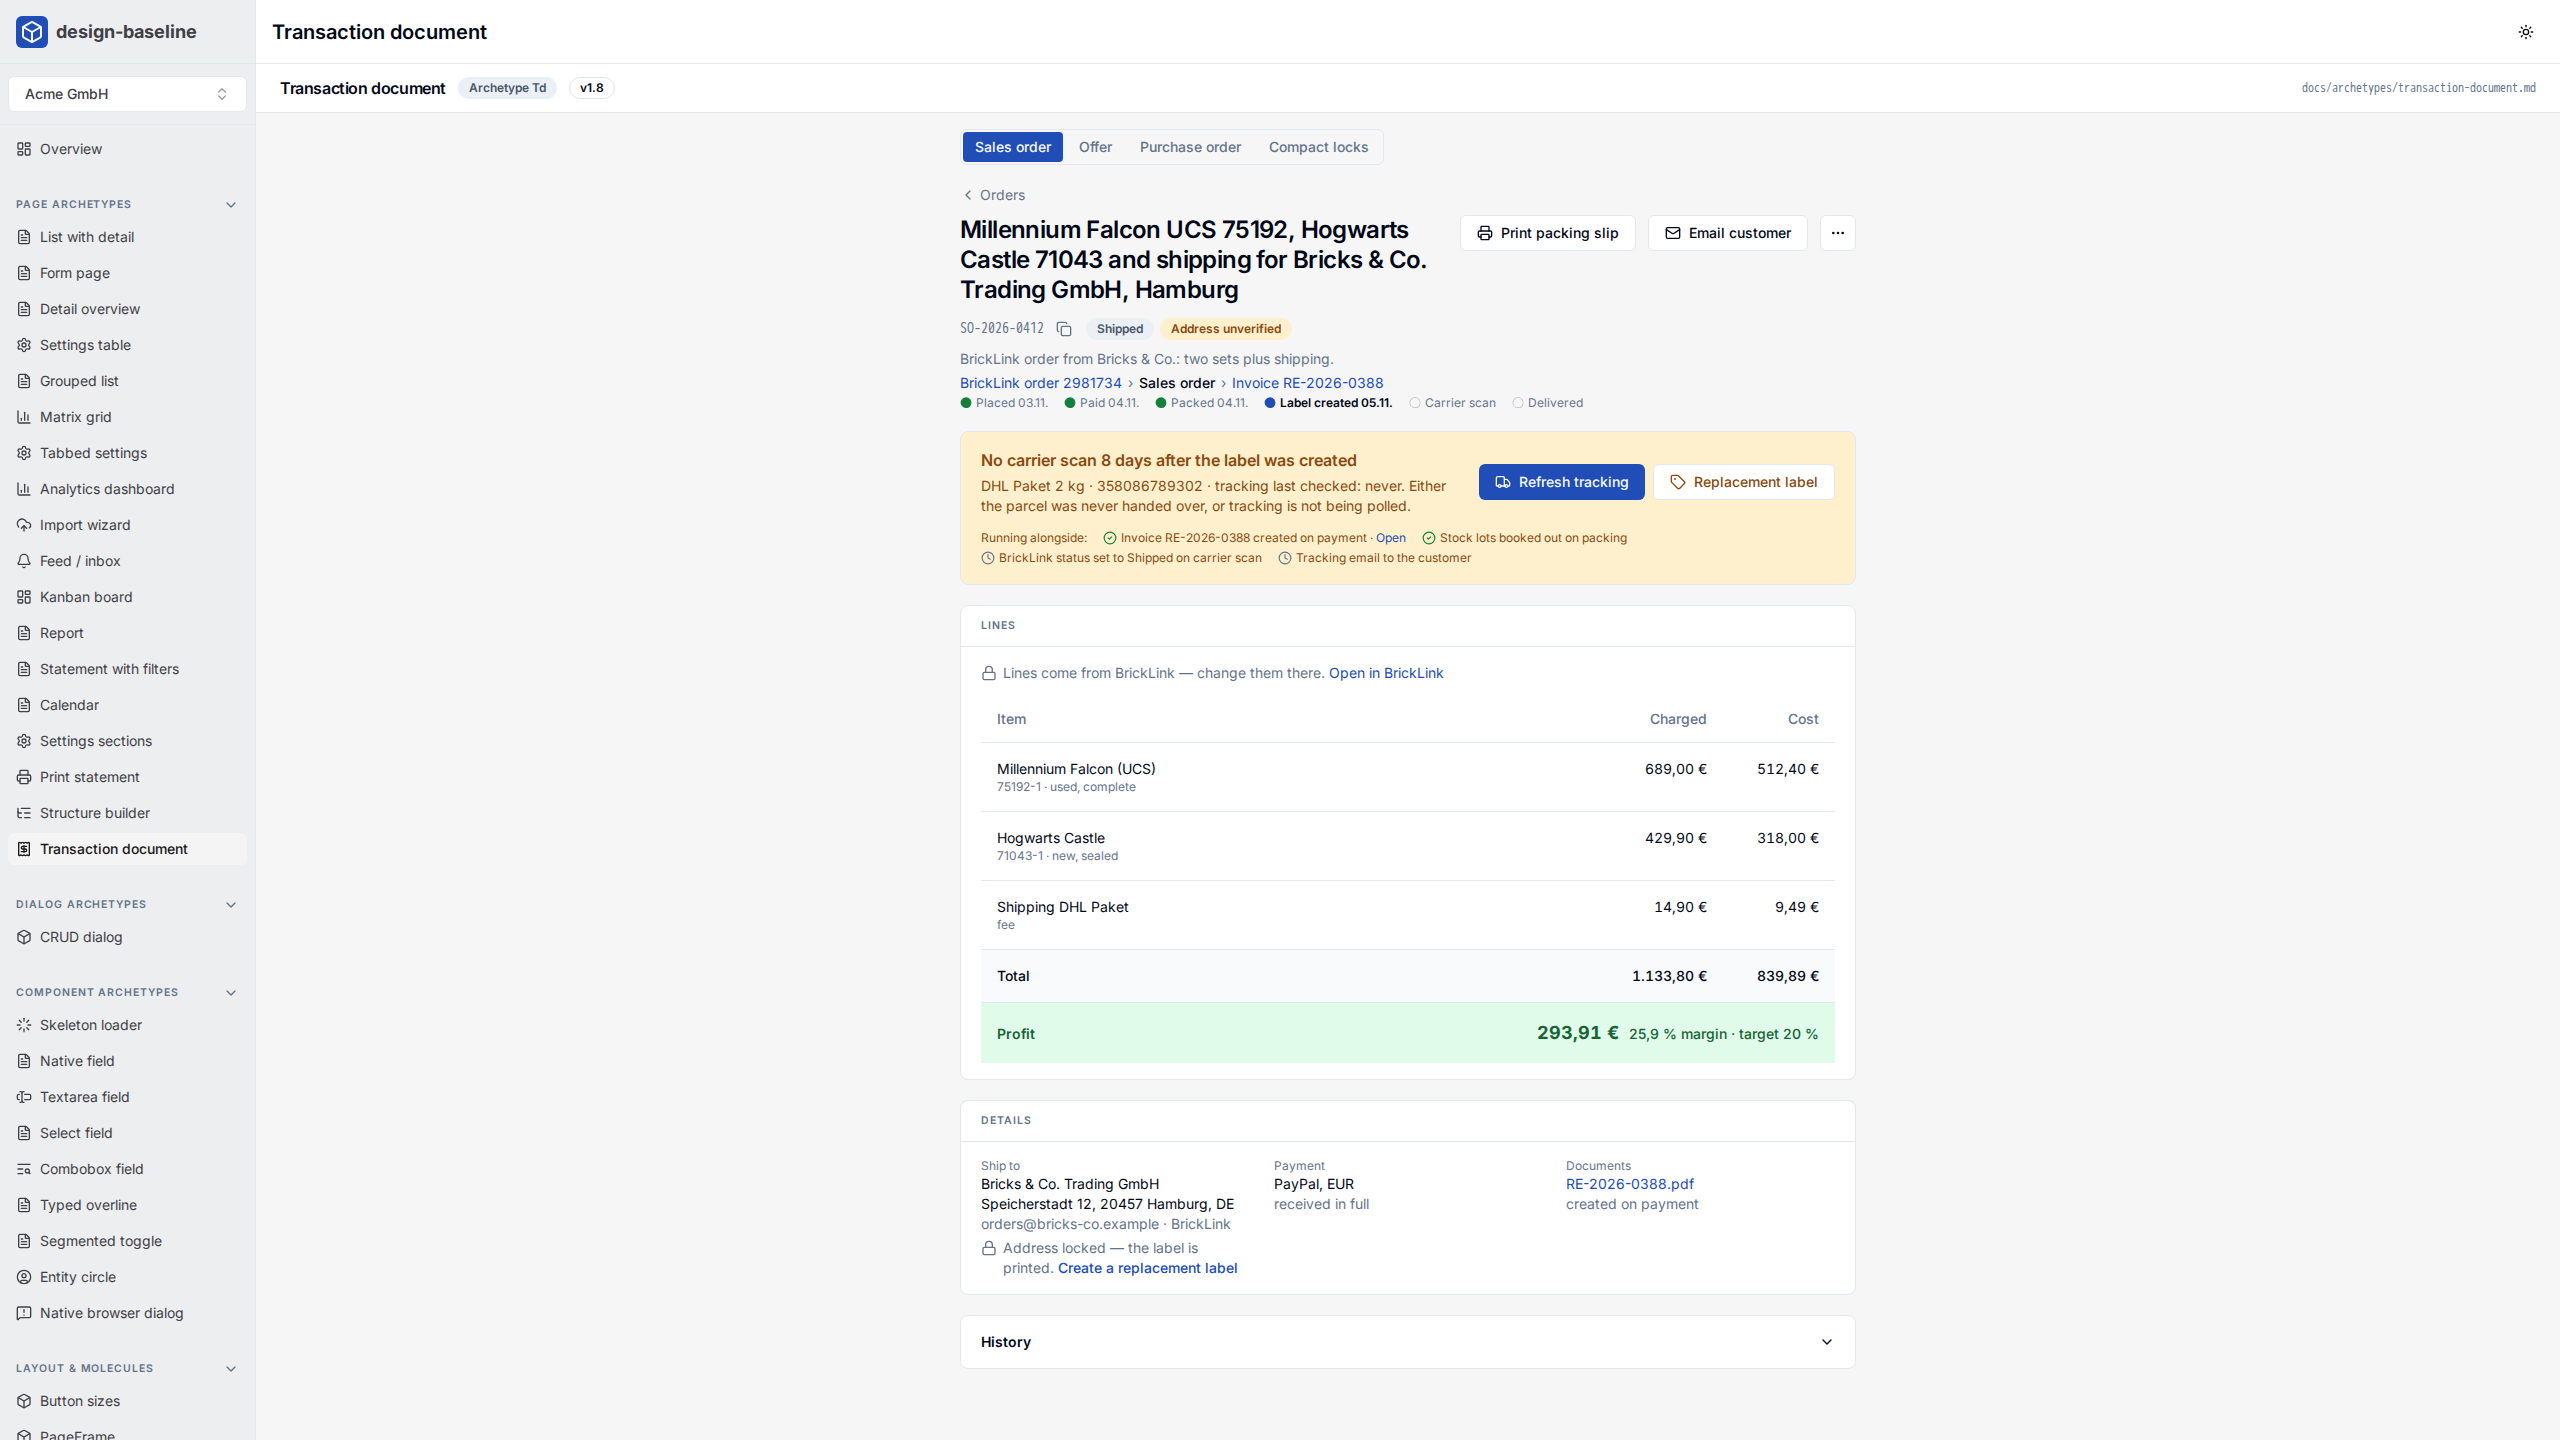 design-baseline
Acme GmbH
Overview
PAGE ARCHETYPES
List with detail
Form page
Detail overview
Settings table
Grouped list
Matrix grid
Tabbed settings
Analytics dashboard
Import wizard
Feed / inbox
Kanban board
Report
Statement with filters
Calendar
Settings sections
Print statement
Structure builder
Transaction document
DIALOG ARCHETYPES
CRUD dialog
COMPONENT ARCHETYPES
Skeleton loader
Native field
Textarea field
Select field
Combobox field
Typed overline
Segmented toggle
Entity circle
Native browser dialog
LAYOUT & MOLECULES
Button sizes
PageFrame
Transaction document
Transaction document Archetype Td v1.8 docs/archetypes/transaction-document.md
Sales order Offer Purchase order Compact locks
Orders
Millennium Falcon UCS 75192, Hogwarts
Castle 71043 and shipping for Bricks & Co.
Trading GmbH, Hamburg
Print packing slip Email customer
SO-2026-0412 Shipped Address unverified
BrickLink order from Bricks & Co.: two sets plus shipping.
BrickLink order 2981734 › Sales order › Invoice RE-2026-0388
Placed 03.11. Paid 04.11. Packed 04.11. Label created 05.11. Carrier scan Delivered
No carrier scan 8 days after the label was created
DHL Paket 2 kg · 358086789302 · tracking last checked: never. Either
the parcel was never handed over, or tracking is not being polled.
Refresh tracking Replacement label
Running alongside: Invoice RE-2026-0388 created on payment · Open Stock lots booked out on packing
BrickLink status set to Shipped on carrier scan Tracking email to the customer
LINES
Lines come from BrickLink — change them there. Open in BrickLink
Item Charged Cost
Millennium Falcon (UCS) 689,00 € 512,40 €
75192-1 · used, complete
Hogwarts Castle 429,90 € 318,00 €
71043-1 · new, sealed
Shipping DHL Paket 14,90 € 9,49 €
fee
Total 1.133,80 € 839,89 €
Profit 293,91 € 25,9 % margin · target 20 %
DETAILS
Ship to Payment Documents
Bricks & Co. Trading GmbH PayPal, EUR RE-2026-0388.pdf
Speicherstadt 12, 20457 Hamburg, DE received in full created on payment
orders@bricks-co.example · BrickLink
Address locked — the label is
printed. Create a replacement label
History